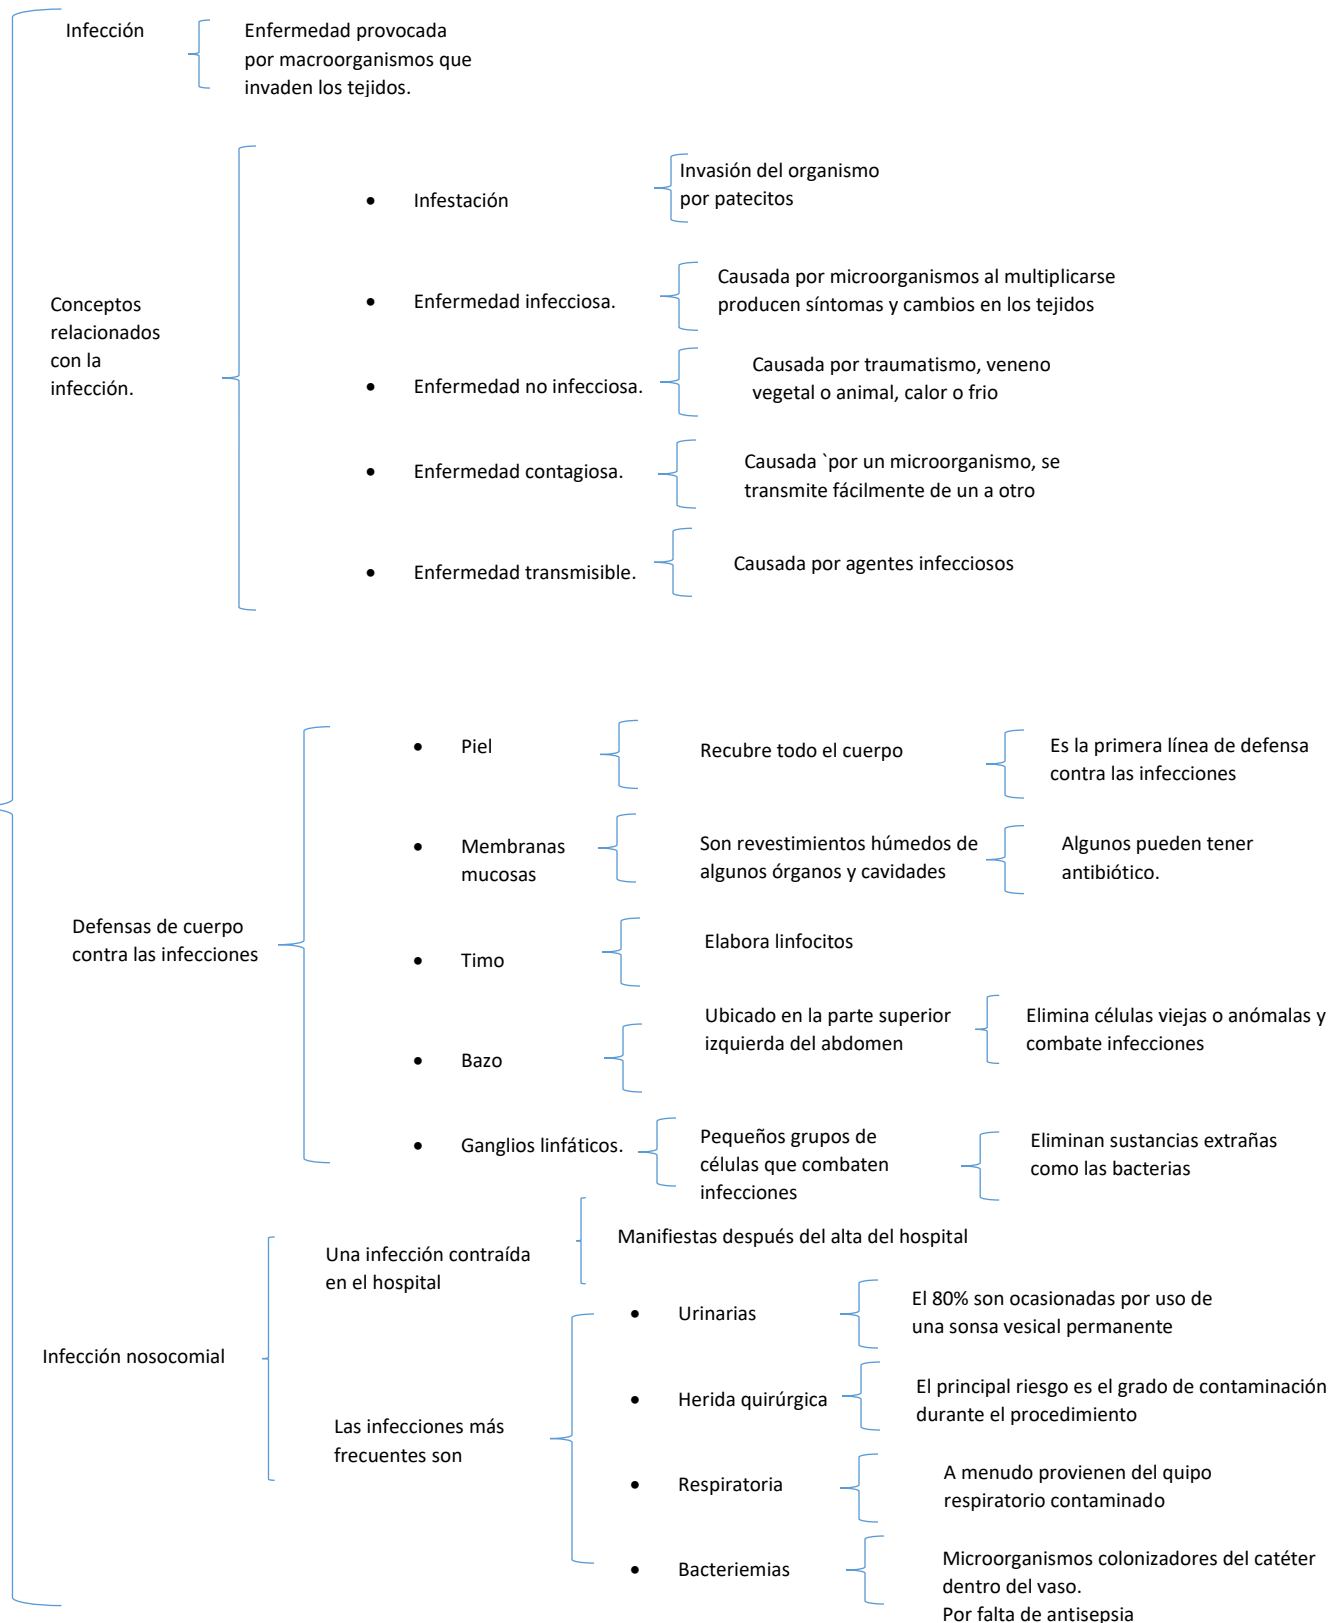 Infección
Enfermedad provocada
por macroorganismos que
invaden los tejidos.
Conceptos
relacionados
con la
infección.
• Infestación
Invasión del organismo
por patecitos
• Enfermedad infecciosa.
Causada por microorganismos al multiplicarse
producen síntomas y cambios en los tejidos
• Enfermedad no infecciosa.
Causada por traumatismo, veneno
vegetal o animal, calor o frio
• Enfermedad contagiosa.
Causada `por un microorganismo, se
transmite fácilmente de un a otro
• Enfermedad transmisible.
Causada por agentes infecciosos
Defensas de cuerpo
contra las infecciones
• Piel
Recubre todo el cuerpo
Es la primera línea de defensa
contra las infecciones
• Membranas
mucosas
Son revestimientos húmedos de
algunos órganos y cavidades
Algunos pueden tener
antibiótico.
• Timo
Elabora linfocitos
• Bazo
Ubicado en la parte superior
izquierda del abdomen
Elimina células viejas o anómalas y
combate infecciones
• Ganglios linfáticos.
Pequeños grupos de
células que combaten
infecciones
Eliminan sustancias extrañas
como las bacterias
Infección nosocomial
Una infección contraída
en el hospital
Manifiestas después del alta del hospital
Las infecciones más
frecuentes son
• Urinarias
El 80% son ocasionadas por uso de
una sonsa vesical permanente
• Herida quirúrgica
El principal riesgo es el grado de contaminación
durante el procedimiento
• Respiratoria
A menudo provienen del quipo
respiratorio contaminado
• Bacteriemias
Microorganismos colonizadores del catéter
dentro del vaso.
Por falta de antisepsia